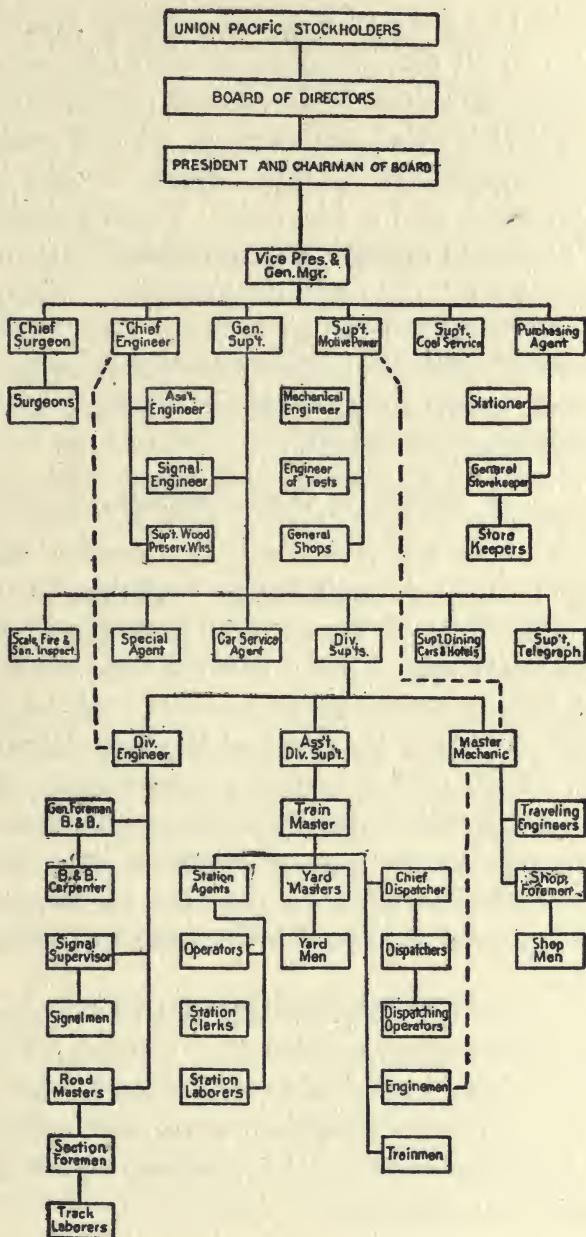 UNION PACIFIC STOCKHOLDERS
BOARD OF DIRECTORS
PRESIDENT AND CHAIRMAN OF BOARD
Vice Pres. &
Gen. Mgr.
Chief
Surgeon
Chief
Engineer
Gen.
Sup't.
Sup't.
Motive Power
Sup't.
Coal Service
Purchasing
Agent
Surgeons
Ass't.
Engineer
Mechanical
Engineer
Stationer
Signal
Engineer
Engineer
of Tests
General
Storekeeper
Sup't. Wood
Preserv. Wks.
General
Shops
Store
Keepers
Scale, Fire &
San. Inspect.
Special
Agent
Car Service
Agent
Div.
Sup'ts.
Sup't. Dining
Cars & Hotels
Sup't.
Telegraph
Div.
Engineer
Ass't.
Div. Sup't.
Master
Mechanic
Gen. Foreman
B. & B.
Train
Master
Traveling
Engineers
B. & B.
Carpenter
Station
Agents
Yard
Masters
Chief
Dispatcher
Shop
Foremen
Signal
Supervisor
Operators
Yard
Men
Dispatchers
Shop
Men
Signalmen
Station
Clerks
Dispatching
Operators
Road
Masters
Station
Laborers
Enginemen
Section
Foremen
Trainmen
Track
Laborers